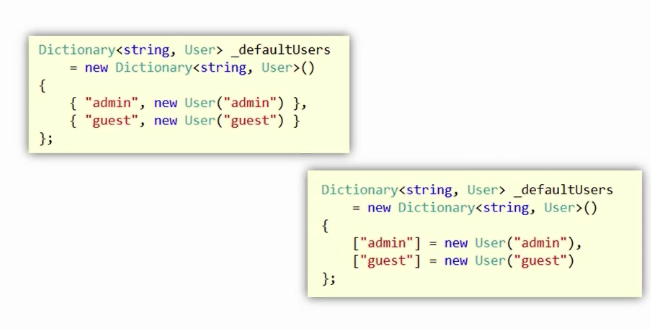 Dictionary<string, User> _defaultUsers
    = new Dictionary<string, User>()
{
    { "admin", new User("admin") },
    { "guest", new User("guest") }
};
Dictionary<string, User> _defaultUsers
    = new Dictionary<string, User>()
{
    ["admin"] = new User("admin"),
    ["guest"] = new User("guest")
};